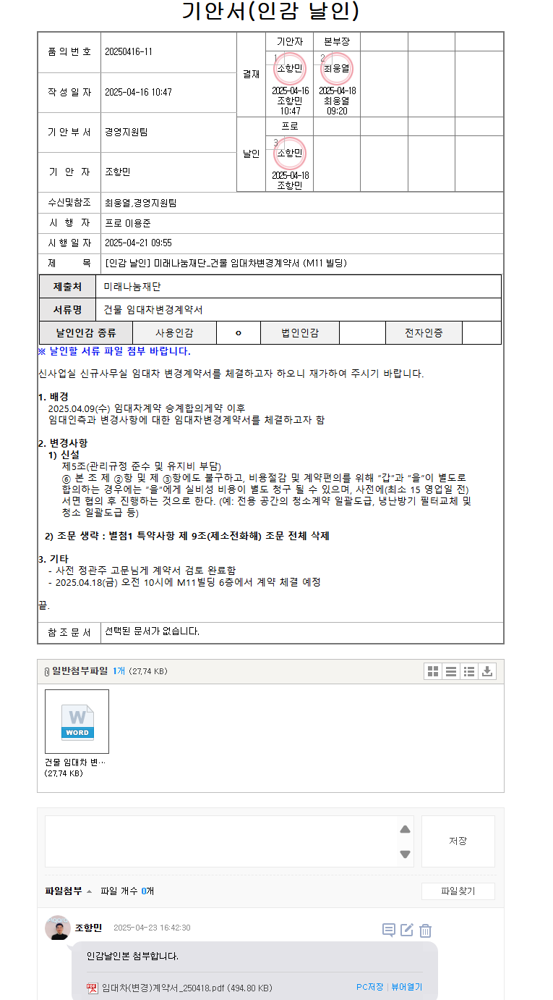 기안서(인감 날인)
품 의 번 호 20250416-11
작 성 일 자 2025-04-16 10:47
기 안 부 서 경영지원팀
기 안 자 조항민
결재
기안자 본부장
1 2
조항민 최웅열
2025-04-16 2025-04-18
조항민 최웅열
10:47 09:20
날인
프로
3
조항민
2025-04-18
조항민
수신및참조 최웅열,경영지원팀
시 행 자 프로 이용준
시 행 일 자 2025-04-21 09:55
제 목 [인감 날인] 미래나눔재단_건물 임대차변경계약서 (M11 빌딩)
제출처 미래나눔재단
서류명 건물 임대차변경계약서
날인인감 종류 사용인감 ㅇ 법인인감 전자인증
※ 날인할 서류 파일 첨부 바랍니다.
신사업실 신규사무실 임대차 변경계약서를 체결하고자 하오니 재가하여 주시기 바랍니다.
1. 배경
2025.04.09(수) 임대차계약 승계합의게약 이후
임대인측과 변경사항에 대한 임대차변경계약서를 체결하고자 함
2. 변경사항
1) 신설
제5조(관리규정 준수 및 유지비 부담)
⑥ 본 조 제 ②항 및 제 ③항에도 불구하고, 비용절감 및 계약편의를 위해 “갑”과 “을”이 별도로
합의하는 경우에는 “을”에게 실비성 비용이 별도 청구 될 수 있으며, 사전에(최소 15 영업일 전)
서면 협의 후 진행하는 것으로 한다. (예: 전용 공간의 청소계약 일괄도급, 냉난방기 필터교체 및
청소 일괄도급 등)
2) 조문 생략 : 별첨1 특약사항 제 9조(제소전화해) 조문 전체 삭제
3. 기타
- 사전 정관주 고문님게 계약서 검토 완료함
- 2025.04.18(금) 오전 10시에 M11빌딩 6층에서 계약 체결 예정
끝.
참 조 문 서 선택된 문서가 없습니다.
일반첨부파일 1개 (27.74 KB)
W
WORD
건물 임대차 변…
(27.74 KB)
저장
파일첨부 파일 개수 0개 파일찾기
조항민 2025-04-23 16:42:30
인감날인본 첨부합니다.
PDF 임대차(변경)계약서_250418.pdf (494.80 KB) PC저장 | 뷰어열기